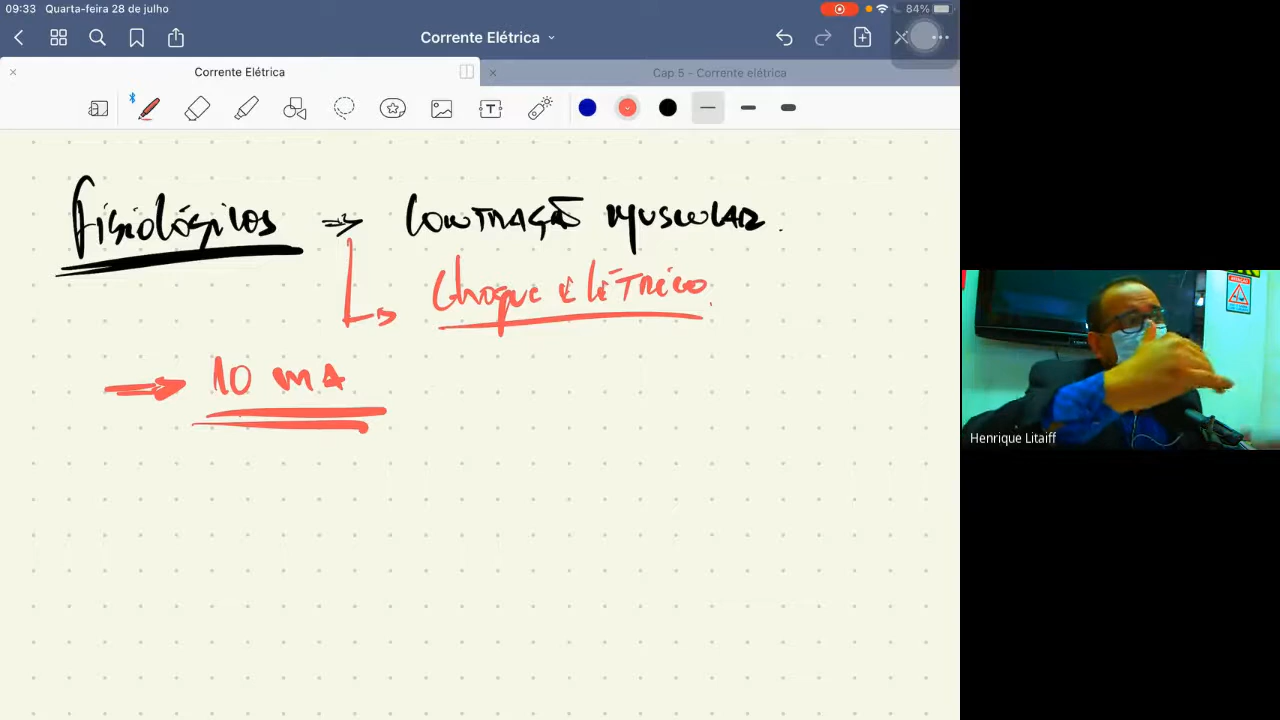 09:33 Quarta-feira 28 de julho
84%
Corrente Elétrica
Corrente Elétrica
Cap 5 - Corrente elétrica
T
Fisiológicos ⇒ Contração muscular.
Choque elétrico.
⇒ 10 mA
Henrique Litaiff